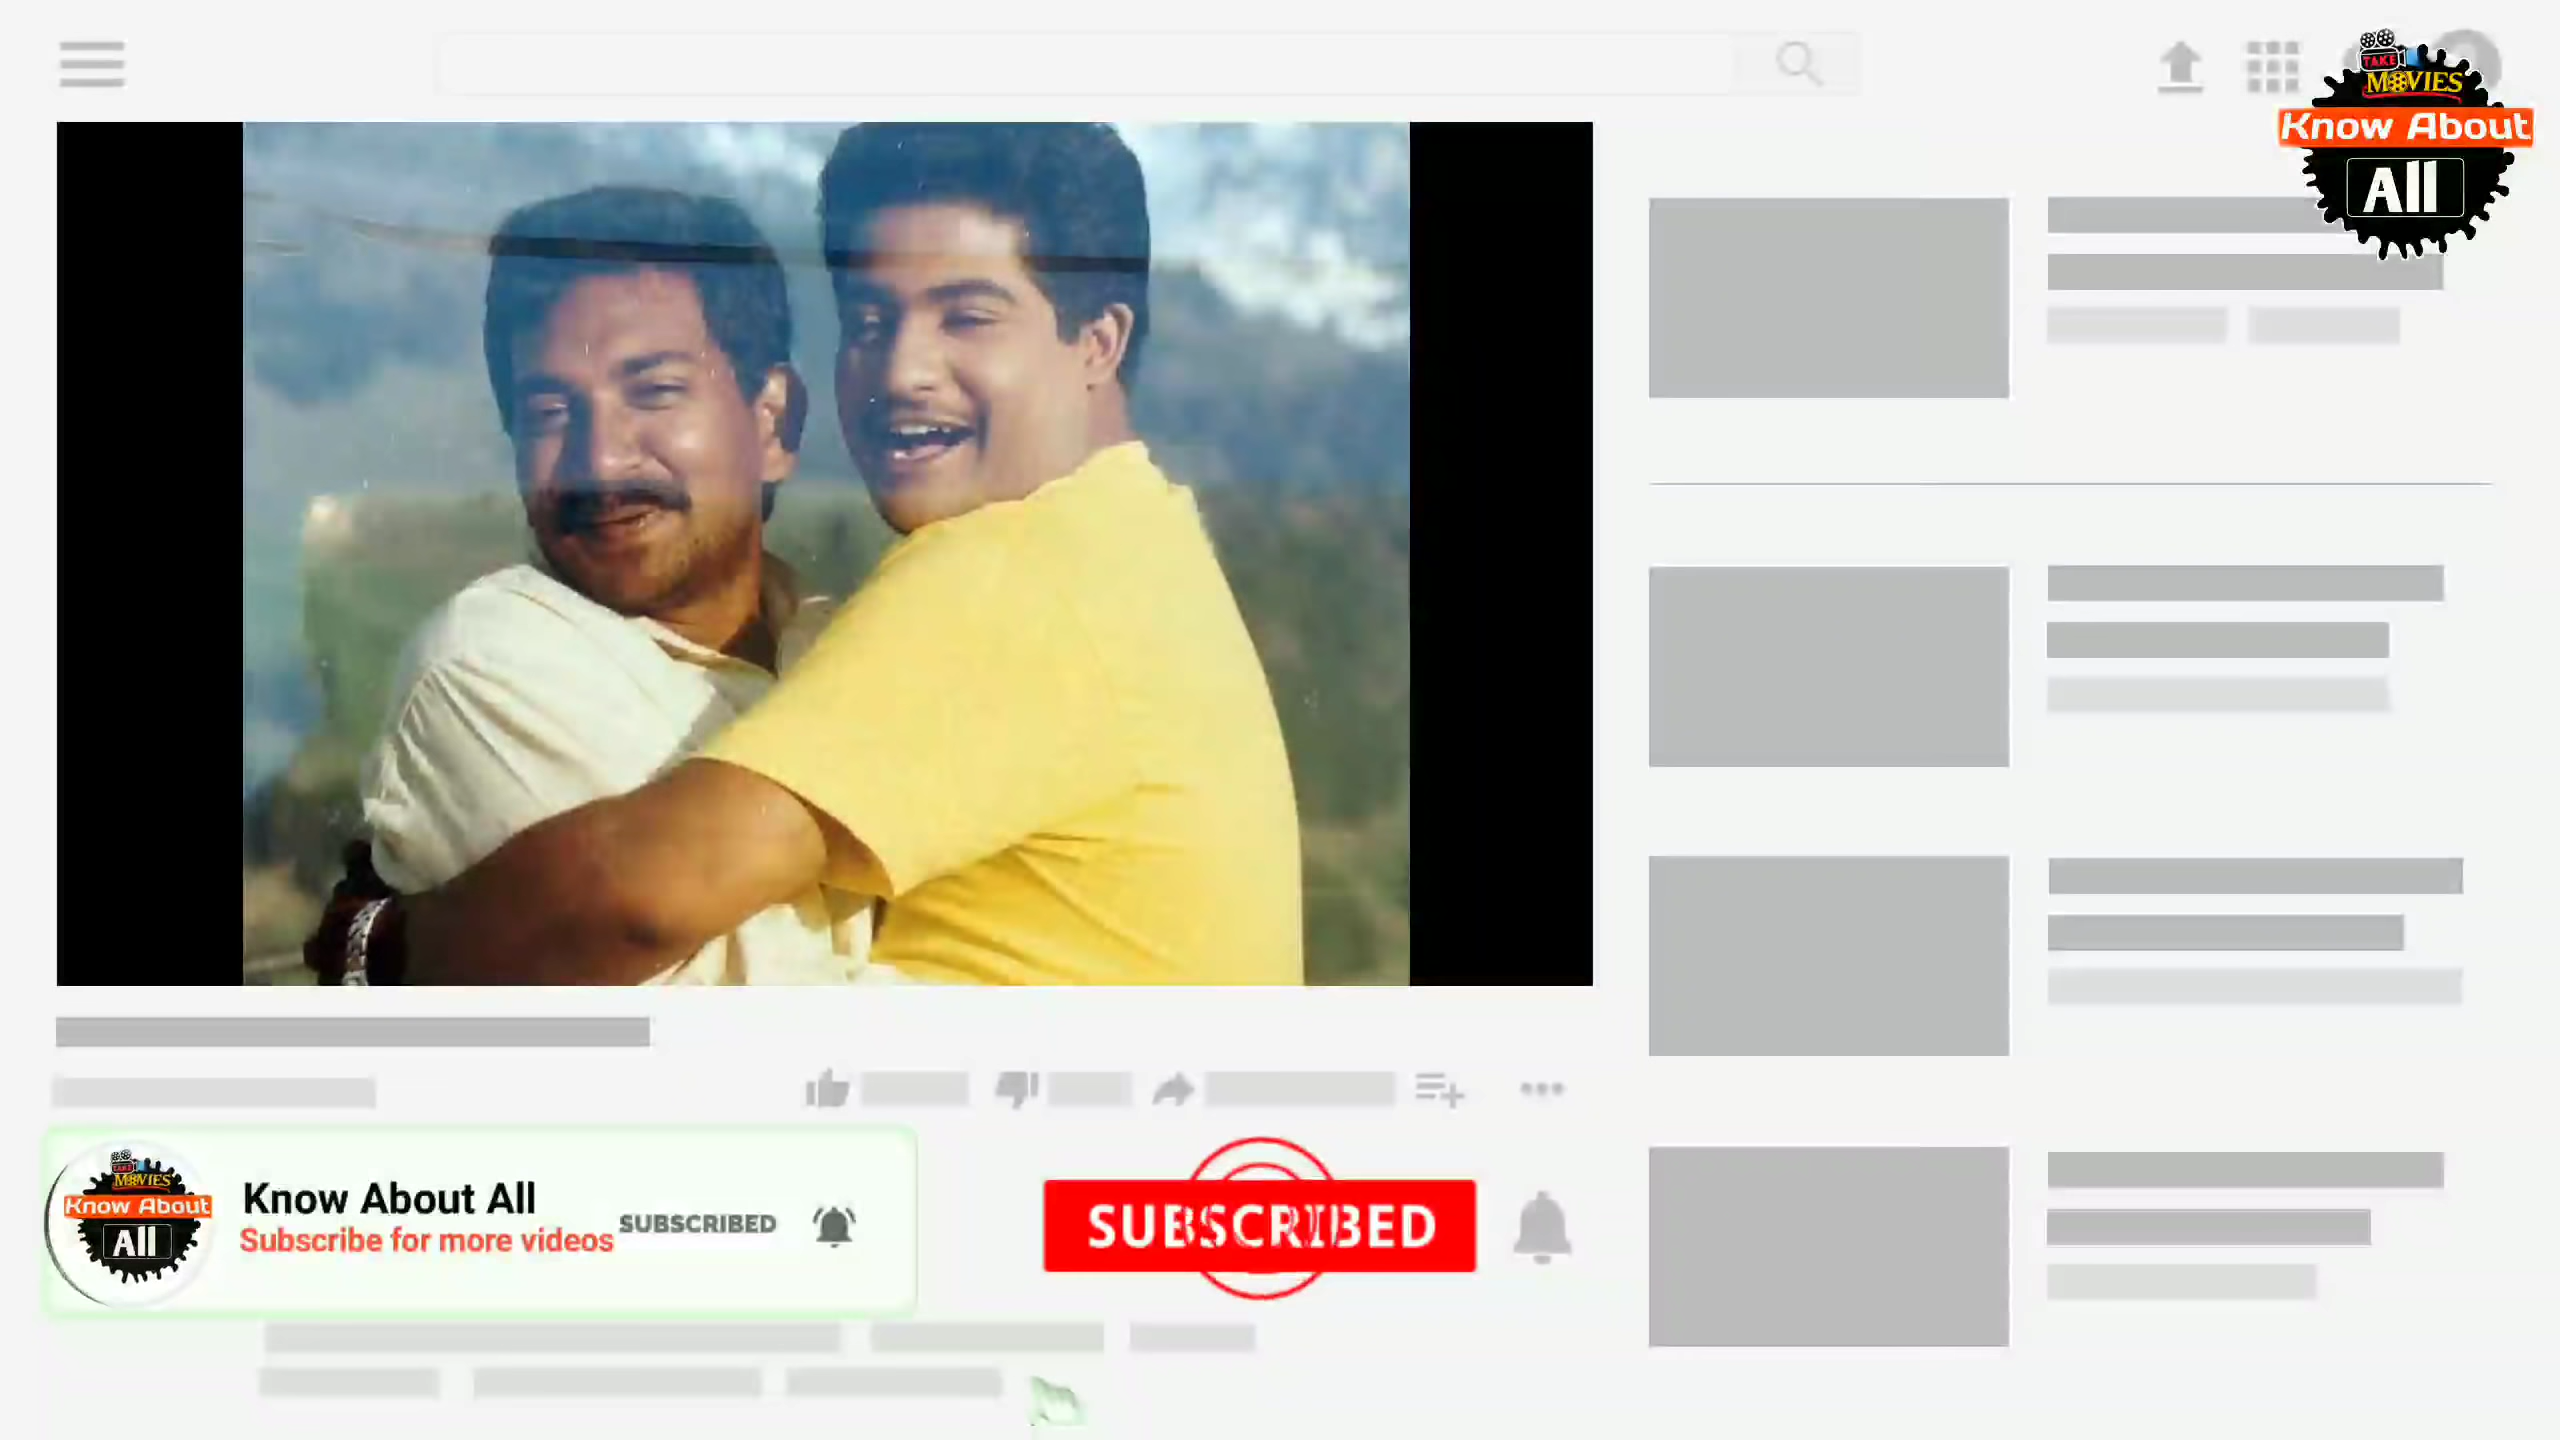 TAKE
MOVIES
Know About
All
TAKE
MOVIES
Know About
All
Know About All
Subscribe for more videos
SUBSCRIBED
SUBSCRIBED